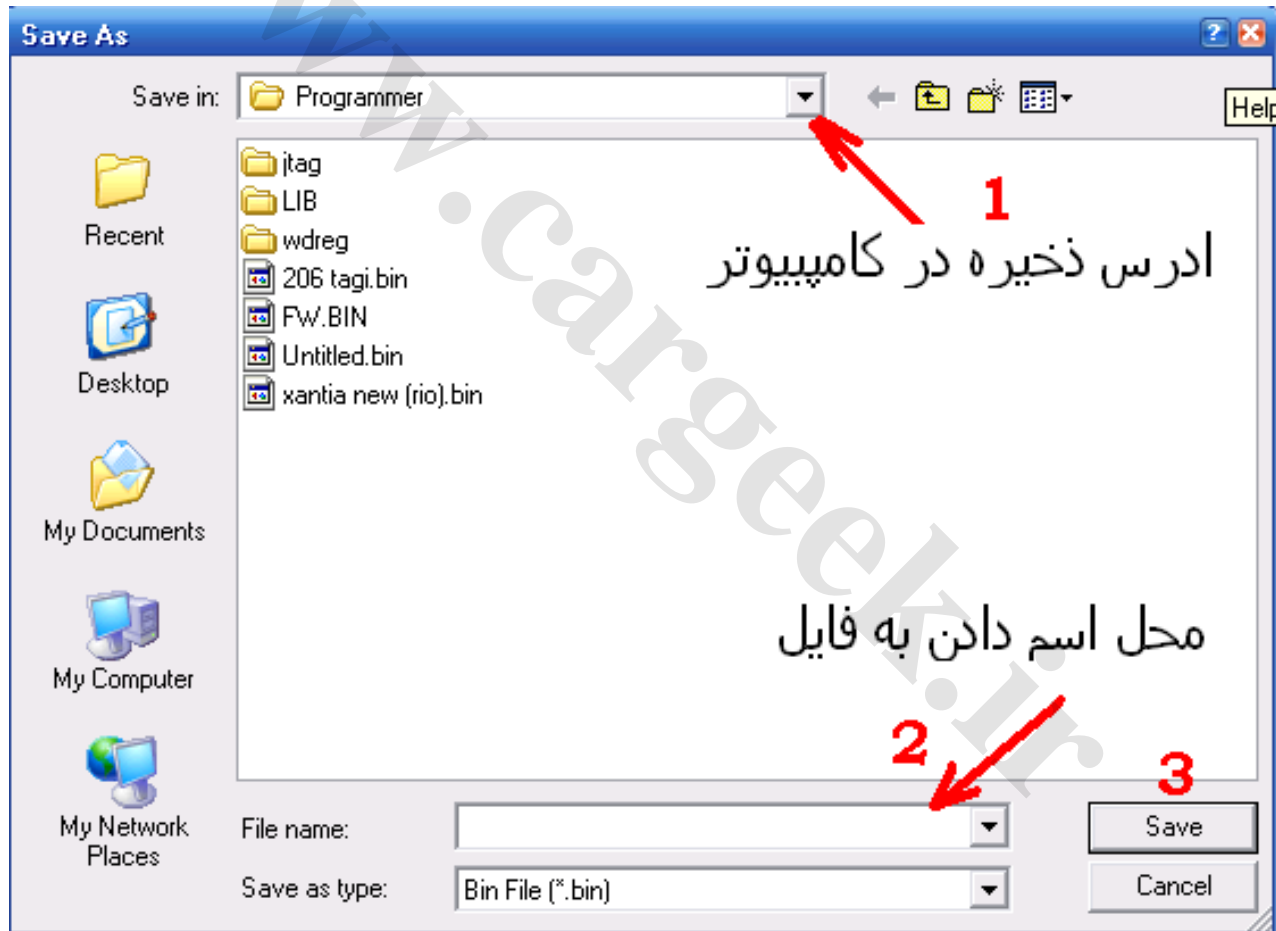 Save As
Save in:
Programmer
Help
jtag
LIB
wdreg
206 tagi.bin
FW.BIN
Untitled.bin
xantia new (rio).bin
Recent
Desktop
My Documents
My Computer
My Network Places
1
ادرس ذخیره در کامپییوتر
محل اسم دادن به فایل
2
3
File name:
Save
Save as type:
Bin File (*.bin)
Cancel
www.cargeek.ir